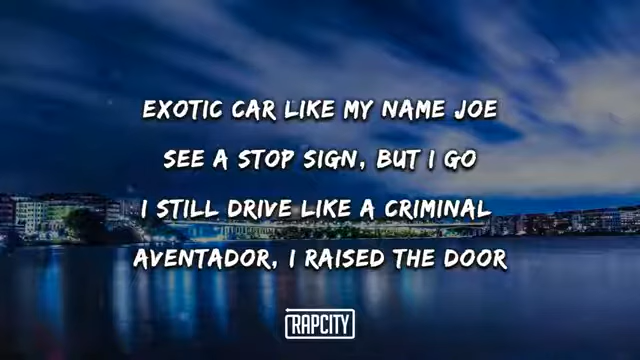 EXOTIC CAR LIKE MY NAME JOE
SEE A STOP SIGN, BUT I GO
I STILL DRIVE LIKE A CRIMINAL
AVENTADOR, I RAISED THE DOOR
RAPCITY